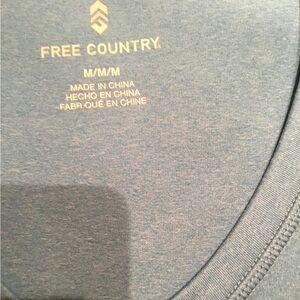 FREE COUNTRY
M/M/M
MADE IN CHINA
HECHO EN CHINA
FABRIQUÉ EN CHINE